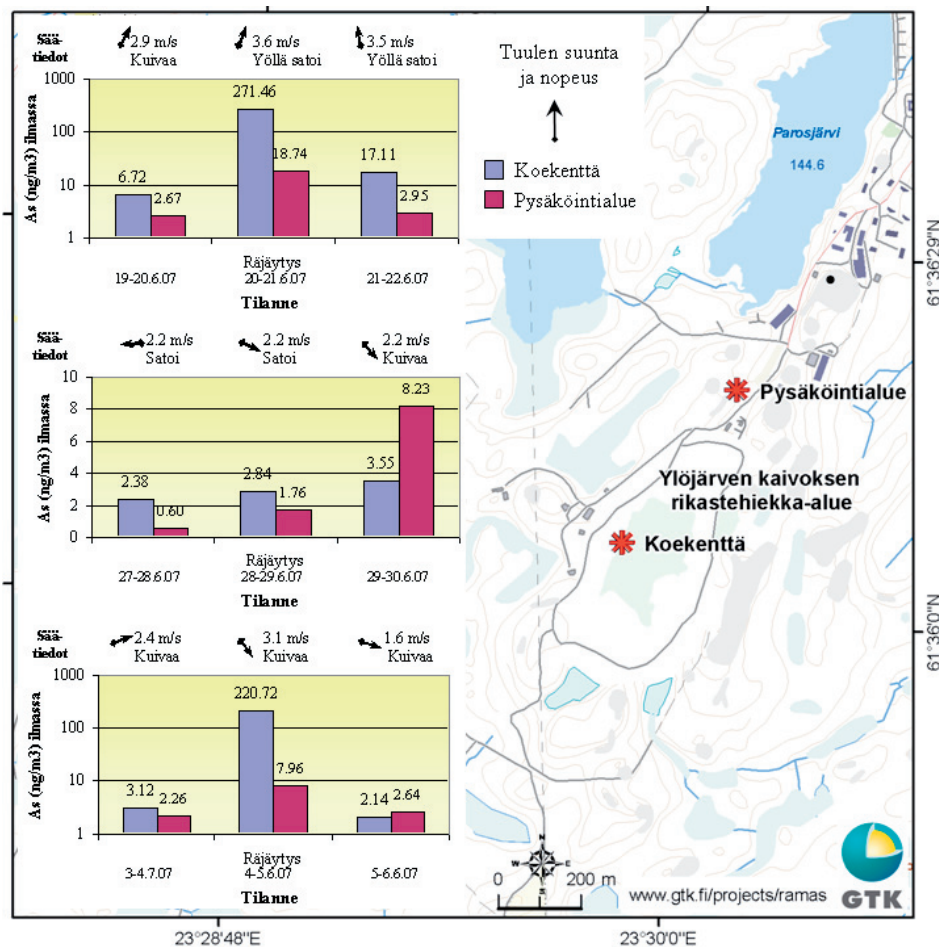 Sää-
tiedot
2.9 m/s
Kuivaa
3.6 m/s
Yöllä satoi
3.5 m/s
Yöllä satoi
As (ng/m3) ilmassa
1000
100
10
1
6.72
2.67
271.46
18.74
17.11
2.95
19-20.6.07
Räjäytys
20-21.6.07
21-22.6.07
Tilanne
Sää-
tiedot
2.2 m/s
Satoi
2.2 m/s
Satoi
2.2 m/s
Kuivaa
As (ng/m3) ilmassa
10
8
6
4
2
0
2.38
0.60
2.84
1.76
3.55
8.23
27-28.6.07
Räjäytys
28-29.6.07
29-30.6.07
Tilanne
Sää-
tiedot
2.4 m/s
Kuivaa
3.1 m/s
Kuivaa
1.6 m/s
Kuivaa
As (ng/m3) ilmassa
1000
100
10
1
3.12
2.26
220.72
7.96
2.14
2.64
3-4.7.07
Räjäytys
4-5.6.07
5-6.6.07
Tilanne
Tuulen suunta
ja nopeus
Koekenttä
Pysäköintialue
Parosjärvi
144.6
Pysäköintialue
Ylöjärven kaivoksen
rikastehiekka-alue
Koekenttä
N
W
E
S
0 200 m
www.gtk.fi/projects/ramas
GTK
61°36'29"N
61°36'0"N
23°28'48"E
23°30'0"E